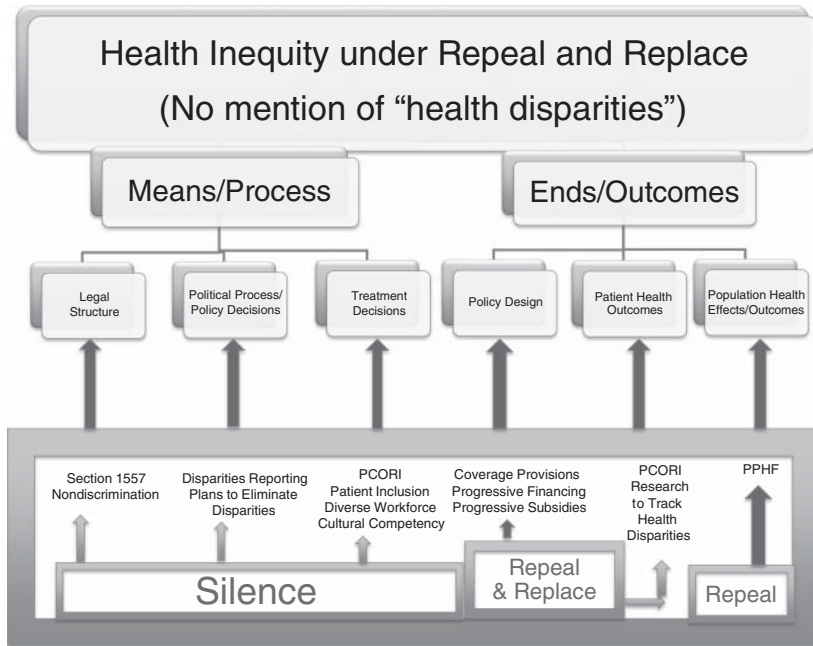 Health Inequity under Repeal and Replace
(No mention of “health disparities”)
Means/Process
Ends/Outcomes
Legal
Structure
Political Process/
Policy Decisions
Treatment
Decisions
Policy Design
Patient Health
Outcomes
Population Health
Effects/Outcomes
Section 1557
Nondiscrimination
Disparities Reporting
Plans to Eliminate
Disparities
PCORI
Patient Inclusion
Diverse Workforce
Cultural Competency
Coverage Provisions
Progressive Financing
Progressive Subsidies
PCORI
Research
to Track
Health
Disparities
PPHF
Silence
Repeal
& Replace
Repeal